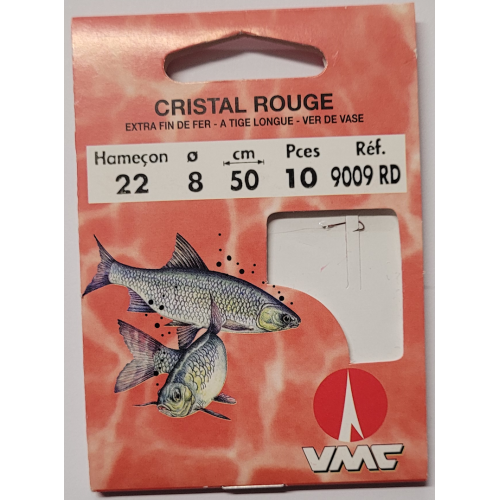 CRISTAL ROUGE
EXTRA FIN DE FER - A TIGE LONGUE - VER DE VASE
Hameçon ø cm Pces Réf.
22 8 50 10 9009 RD
VMC